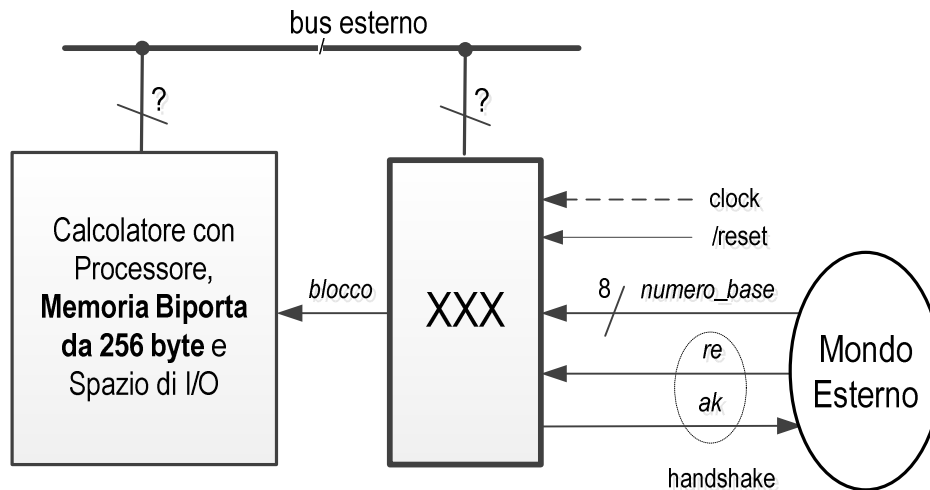 bus esterno
?
?
Calcolatore con
Processore,
Memoria Biporta
da 256 byte e
Spazio di I/O
blocco
XXX
clock
/reset
8
numero_base
re
ak
handshake
Mondo
Esterno